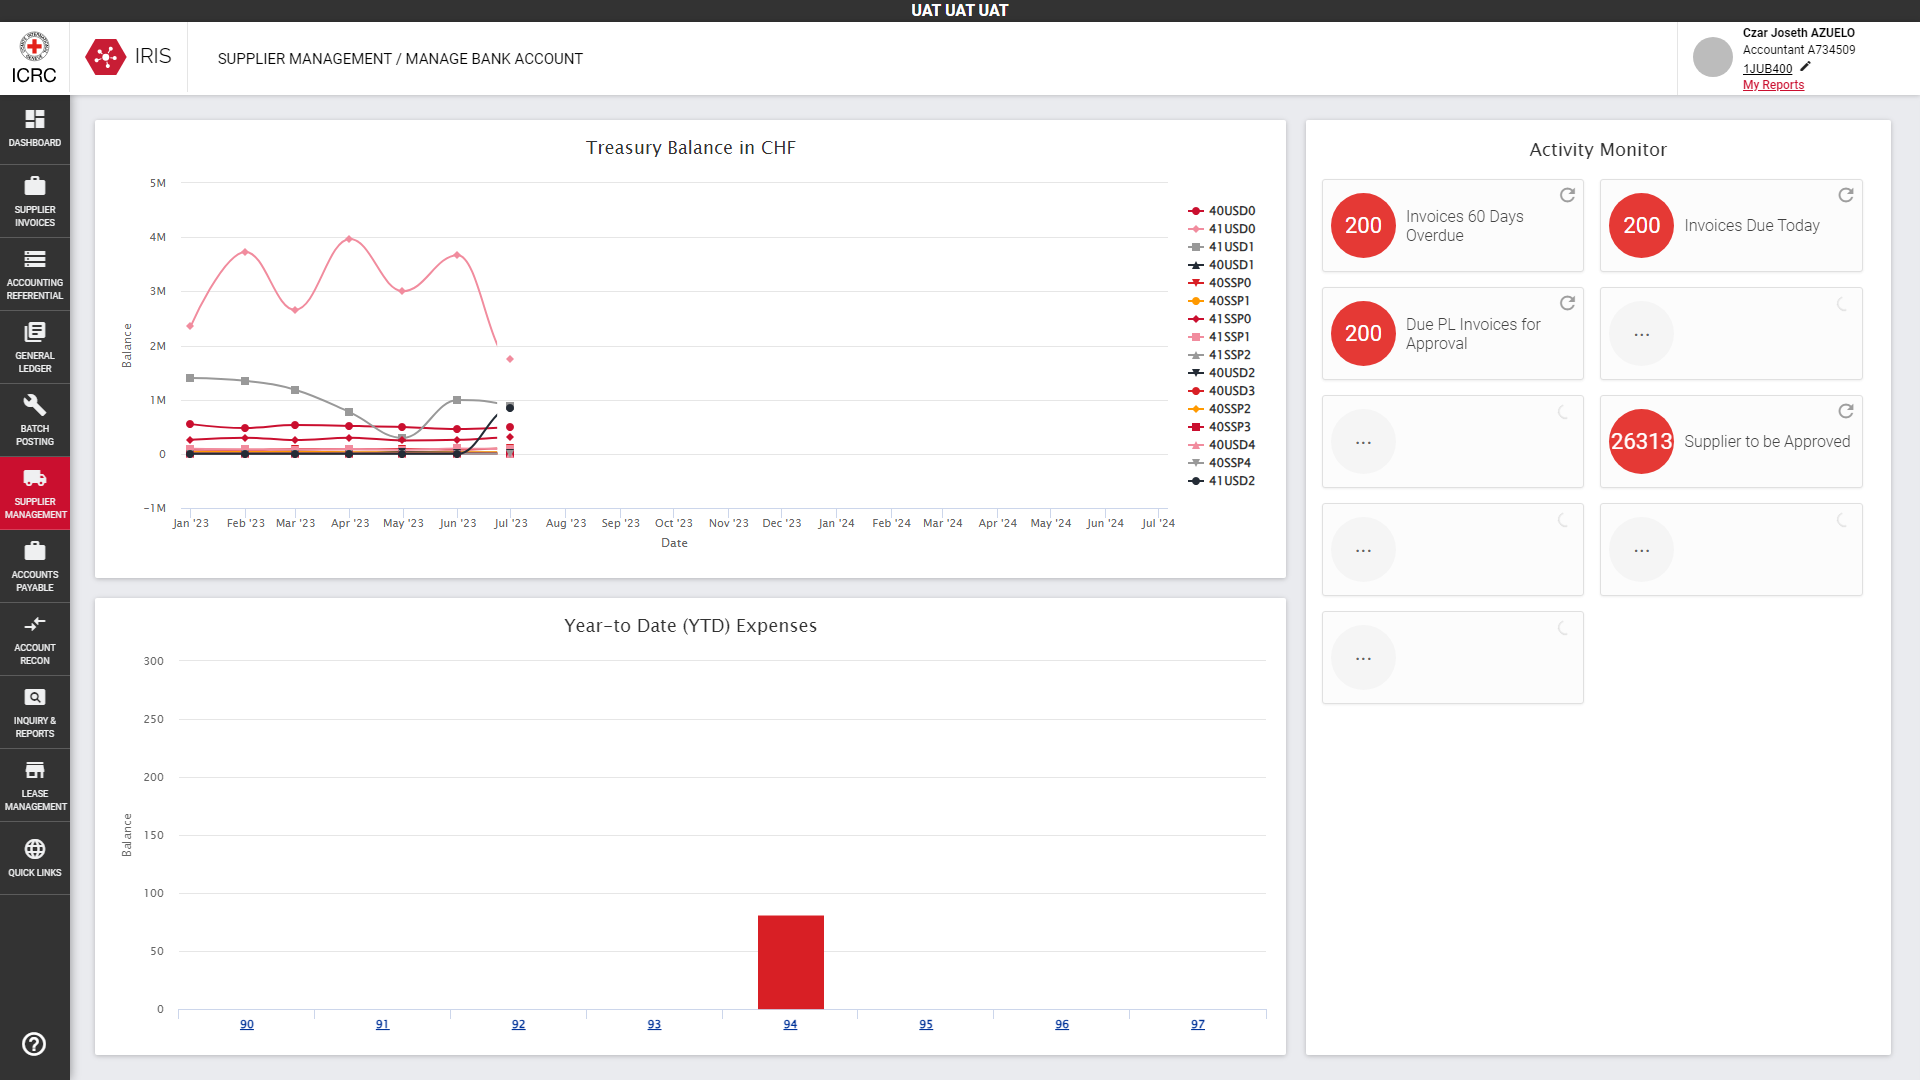 UAT UAT UAT
ICRC
IRIS
SUPPLIER MANAGEMENT / MANAGE BANK ACCOUNT
Czar Joseth AZUELO
Accountant A734509
1JUB400
My Reports
DASHBOARD
SUPPLIER
INVOICES
ACCOUNTING
REFERENTIAL
GENERAL
LEDGER
BATCH
POSTING
SUPPLIER
MANAGEMENT
ACCOUNTS
PAYABLE
ACCOUNT
RECON
INQUIRY &
REPORTS
LEASE
MANAGEMENT
QUICK LINKS
Treasury Balance in CHF
5M
4M
3M
2M
1M
0
-1M
Balance
Jan '23 Feb '23 Mar '23 Apr '23 May '23 Jun '23 Jul '23 Aug '23 Sep '23 Oct '23 Nov '23 Dec '23 Jan '24 Feb '24 Mar '24 Apr '24 May '24 Jun '24 Jul '24
Date
40USD0
41USD0
41USD1
40USD1
40SSP0
40SSP1
41SSP0
41SSP1
41SSP2
40USD2
40USD3
40SSP2
40SSP3
40USD4
40SSP4
41USD2
Year-to Date (YTD) Expenses
300
250
200
150
100
50
0
Balance
90 91 92 93 94 95 96 97
Activity Monitor
200
Invoices 60 Days
Overdue
200
Invoices Due Today
200
Due PL Invoices for
Approval
...
...
26313
Supplier to be Approved
...
...
...